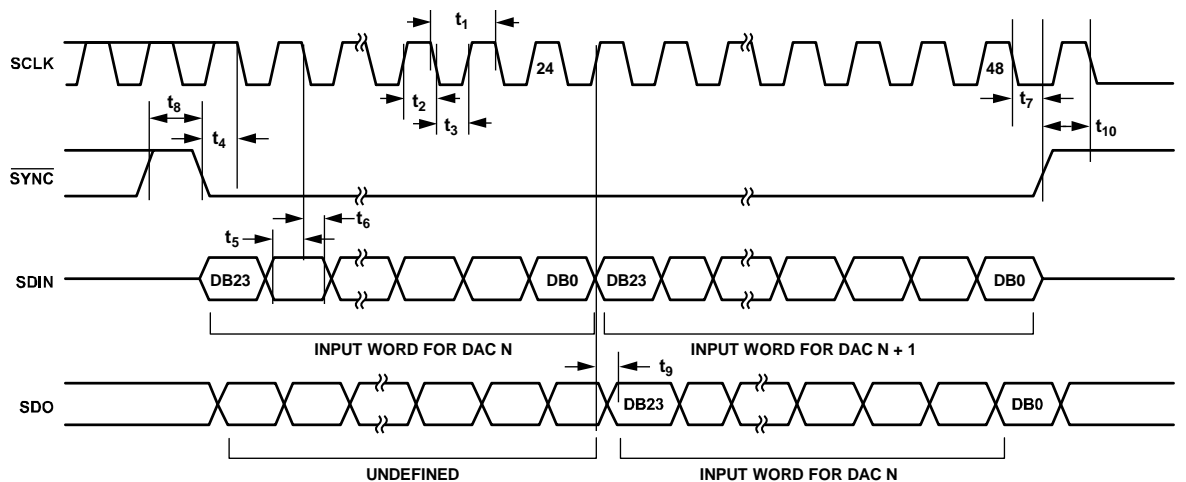 t1
SCLK
24
48
t2
t3
t7
t8
t4
t10
SYNC
t6
t5
SDIN
DB23
DB0
DB23
DB0
INPUT WORD FOR DAC N
INPUT WORD FOR DAC N + 1
t9
SDO
DB23
DB0
UNDEFINED
INPUT WORD FOR DAC N